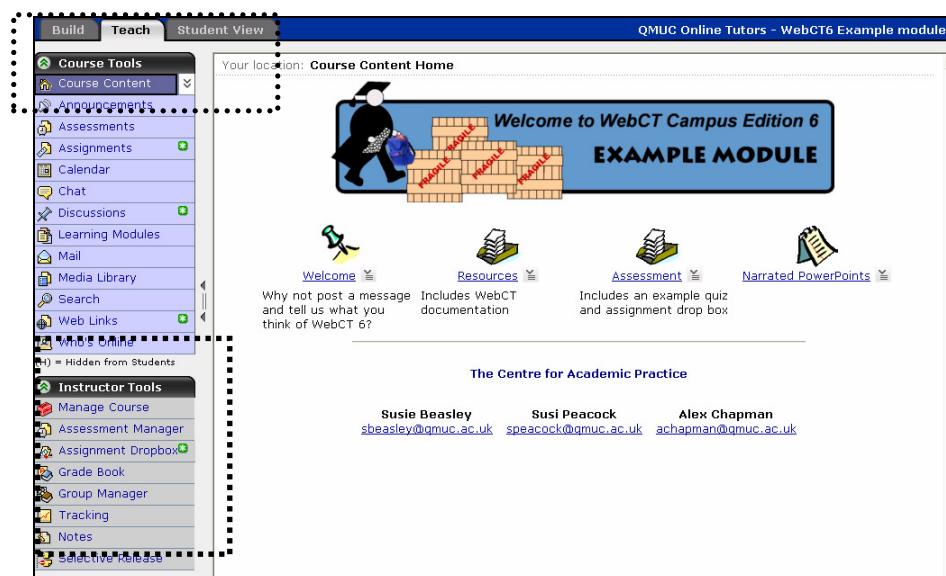 Build Teach Student View QMUC Online Tutors - WebCT6 Example module
Course Tools
Course Content
Announcements
Assessments
Assignments
Calendar
Chat
Discussions
Learning Modules
Mail
Media Library
Search
Web Links
Who's Online
(H) = Hidden from Students
Instructor Tools
Manage Course
Assessment Manager
Assignment Dropbox
Grade Book
Group Manager
Tracking
Notes
Selective Release
Your location: Course Content Home
Welcome to WebCT Campus Edition 6
EXAMPLE MODULE
FRAGILE
FRAGILE
FRAGILE
FRAGILE
FRAGILE
Welcome
Why not post a message
and tell us what you
think of WebCT 6?
Resources
Includes WebCT
documentation
Assessment
Includes an example quiz
and assignment drop box
Narrated PowerPoints
The Centre for Academic Practice
Susie Beasley Susi Peacock Alex Chapman
sbeasley@qmuc.ac.uk speacock@qmuc.ac.uk achapman@qmuc.ac.uk